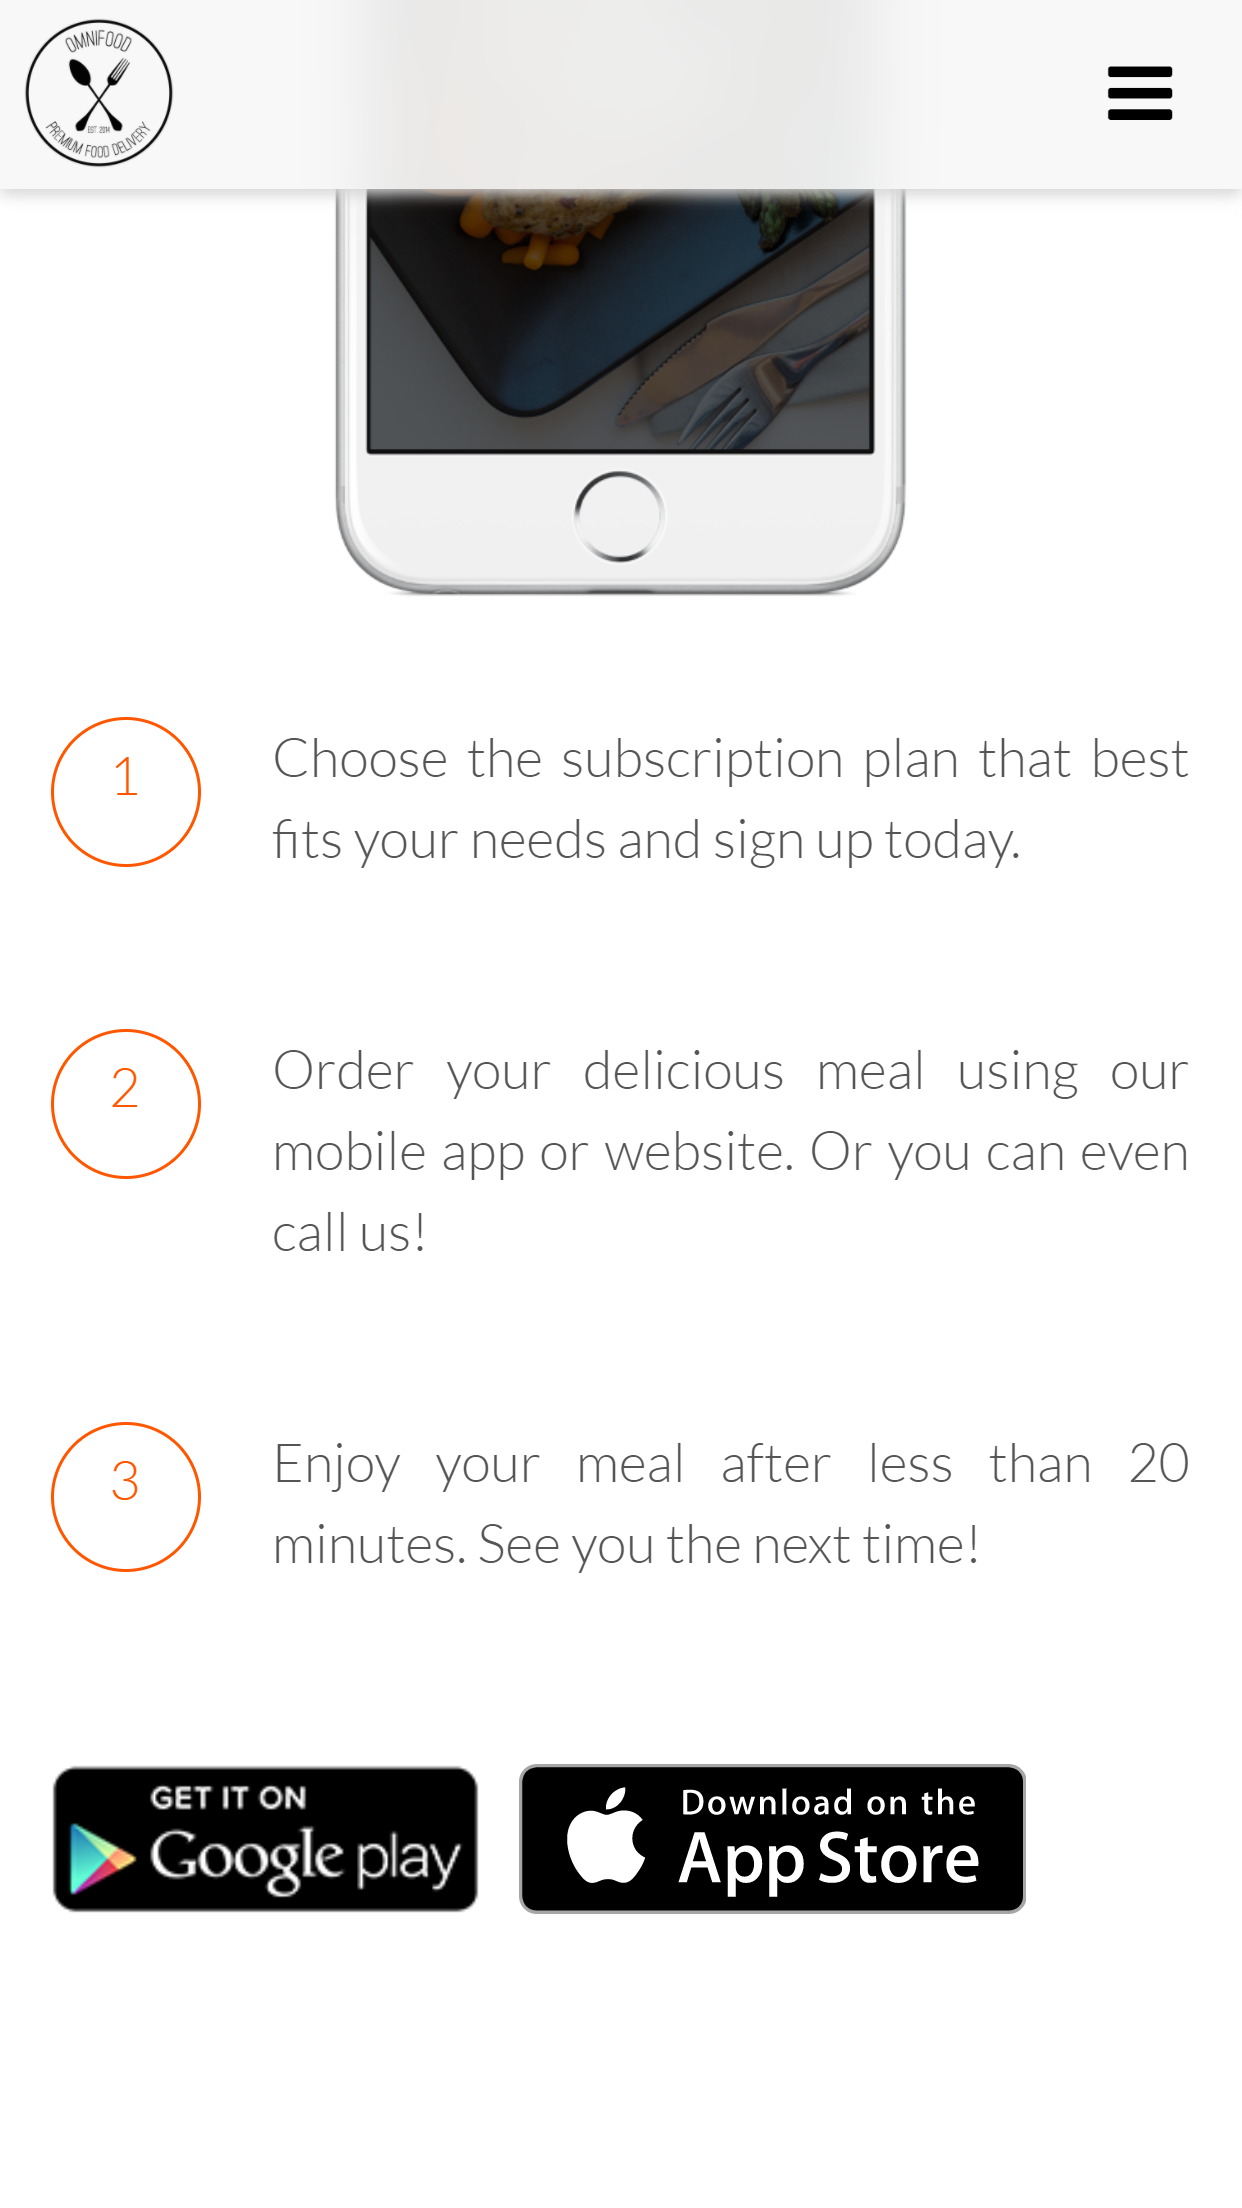 OMNIFOOD
EST. 2014
PREMIUM FOOD DELIVERY
1
Choose the subscription plan that best
fits your needs and sign up today.
2
Order your delicious meal using our
mobile app or website. Or you can even
call us!
3
Enjoy your meal after less than 20
minutes. See you the next time!
GET IT ON
Google play
Download on the
App Store